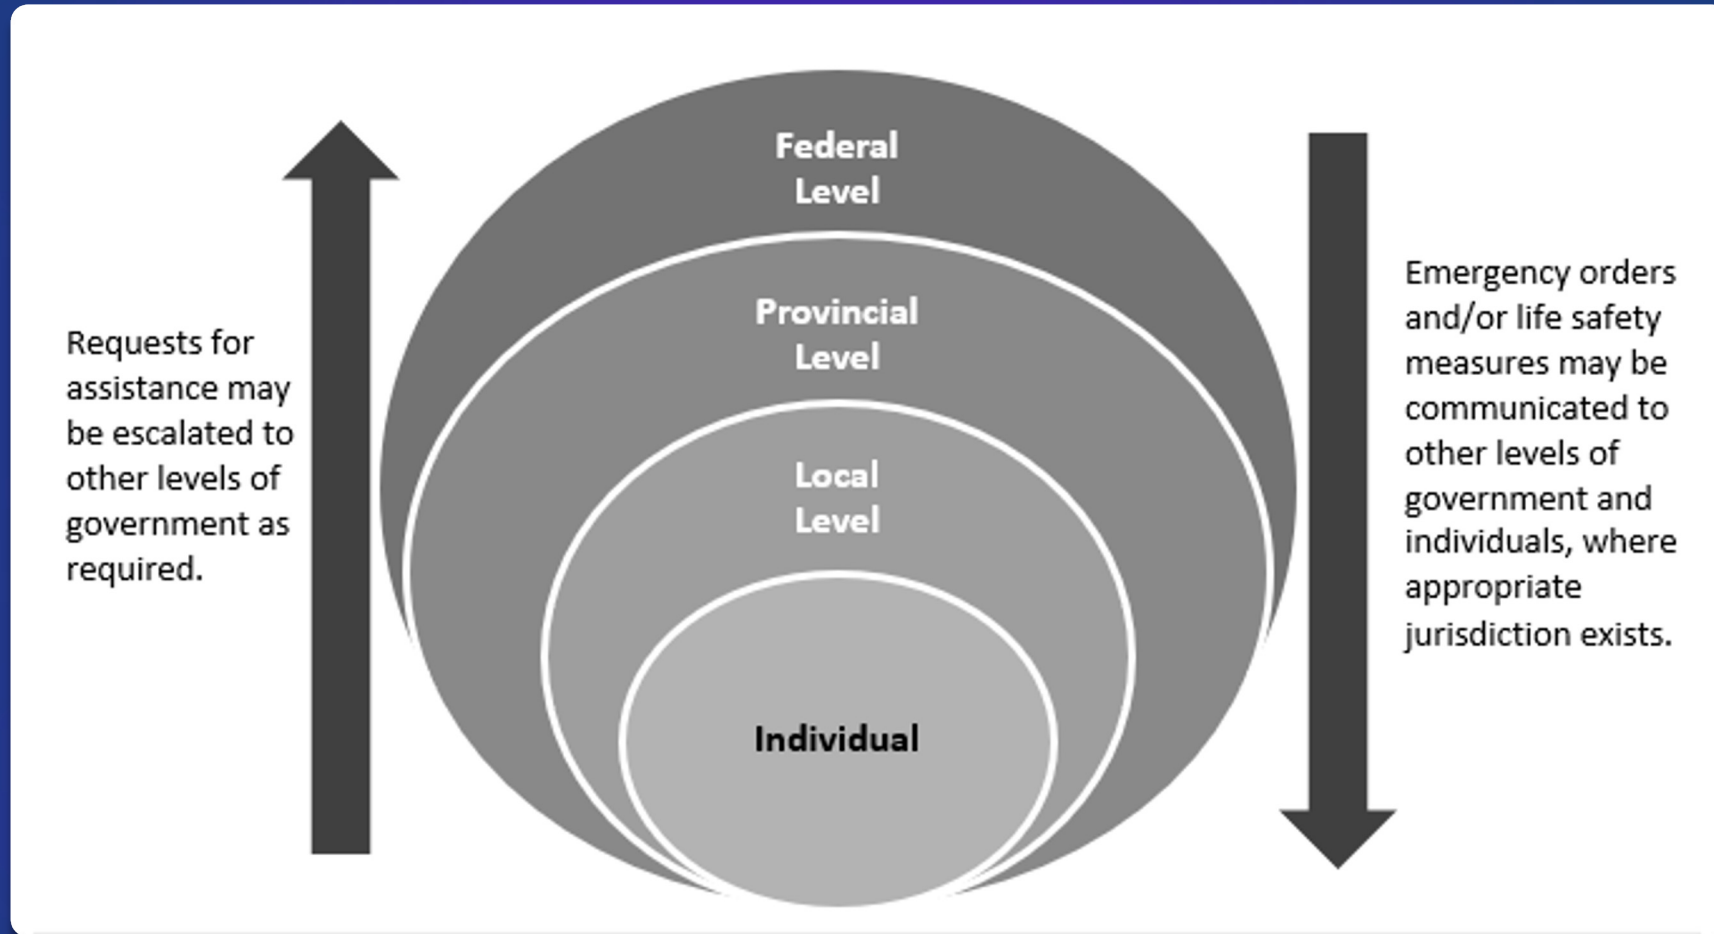 Federal
Level
Provincial
Level
Local
Level
Individual
Requests for
assistance may
be escalated to
other levels of
government as
required.
Emergency orders
and/or life safety
measures may be
communicated to
other levels of
government and
individuals, where
appropriate
jurisdiction exists.